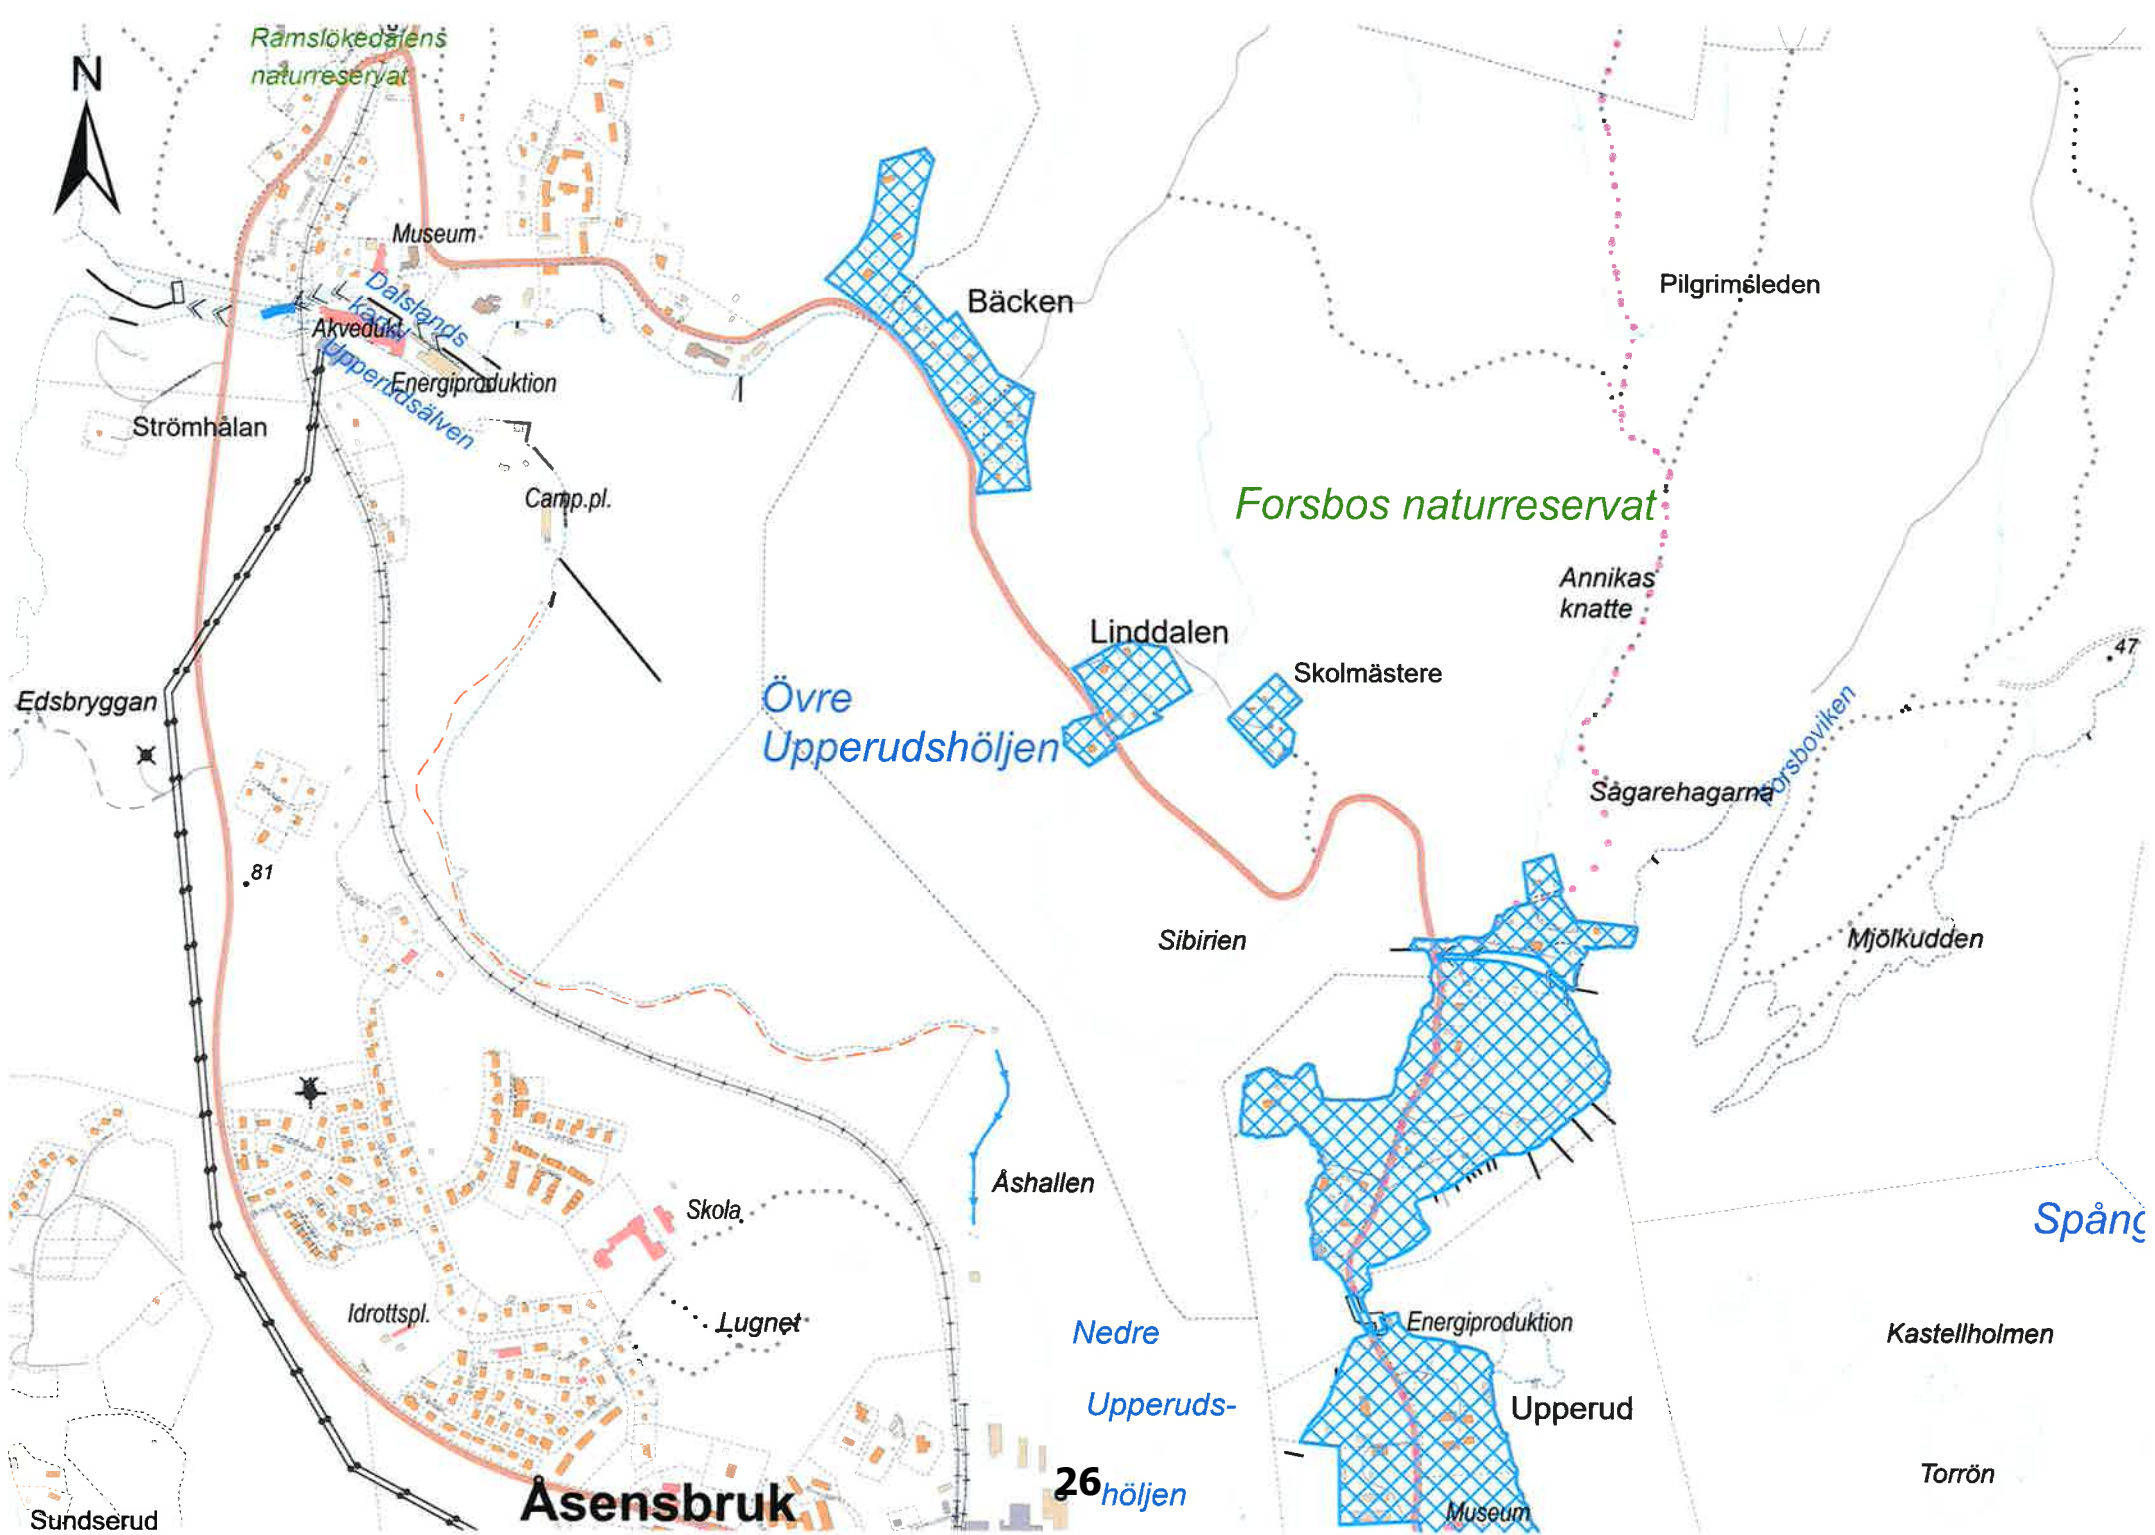 Ramslökedalens
naturreservat
N
Museum
Dalslands
kanal
Akvedukt
Upperudsälven
Energiproduktion
Strömhålan
Camp.pl.
Bäcken
Pilgrimsleden
Forsbos naturreservat
Annikas
knatte
Linddalen
Skolmästere
47
Edsbryggan
Övre
Upperudshöljen
Forsboviken
Sågarehagarna
81
Sibirien
Mjölkudden
Åshallen
Skola
Spång
Idrottspl.
Lugnet
Nedre
Upperuds-
höljen
Energiproduktion
Kastellholmen
Upperud
Torrön
26
Åsensbruk
Museum
Sundserud